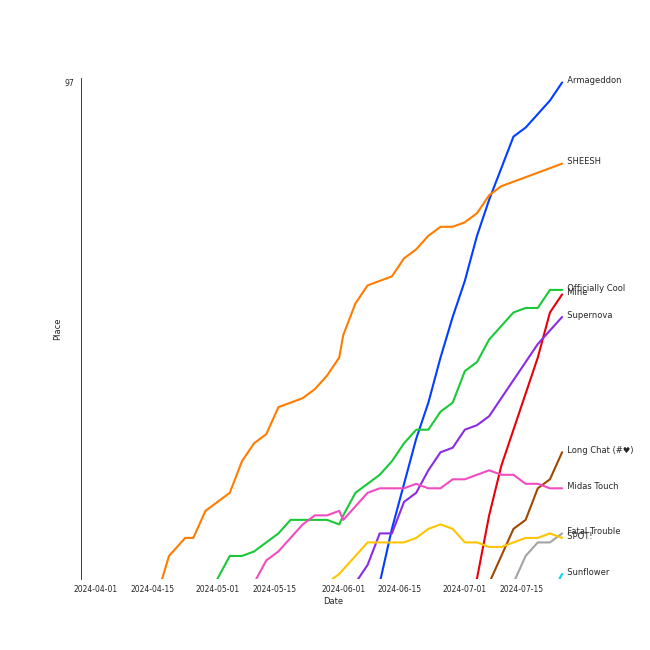 97
Armageddon
SHEESH
Officially Cool
Mine
Supernova
Place
Long Chat (#♥)
Midas Touch
Fatal Trouble
SPOT!
Sunflower
2024-04-01 2024-04-15 2024-05-01 2024-05-15 2024-06-01 2024-06-15 2024-07-01 2024-07-15
Date